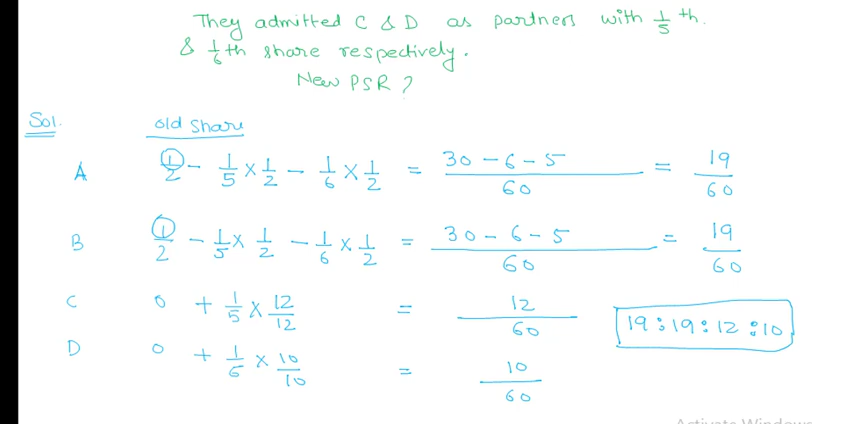 They admitted C & D as partners with 1/5 th.
& 1/6 th share respectively.
New PSR?
Sol. old share
A 1/2 - 1/5 × 1/2 - 1/6 × 1/2 = 30 - 6 - 5 / 60 = 19/60
B 1/2 - 1/5 × 1/2 - 1/6 × 1/2 = 30 - 6 - 5 / 60 = 19/60
C 0 + 1/5 × 12/12 = 12/60
19 : 19 : 12 : 10
D 0 + 1/6 × 10/10 = 10/60